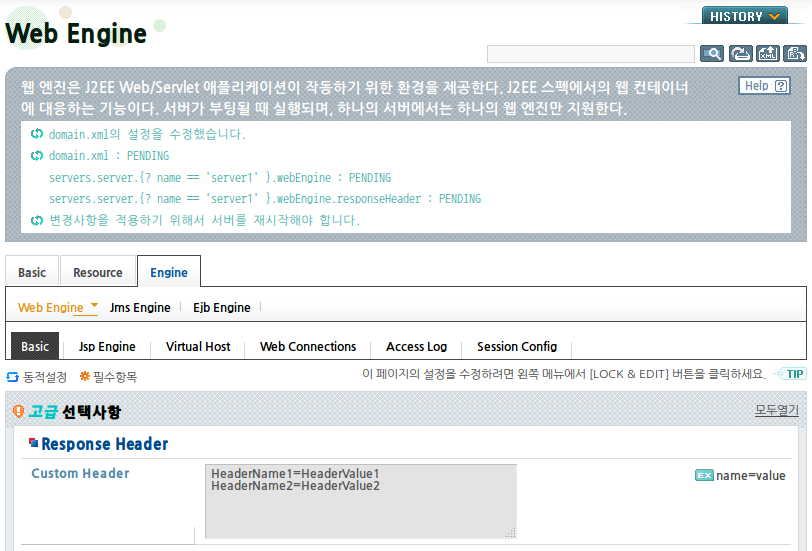 Web Engine
HISTORY
XML
웹 엔진은 J2EE Web/Servlet 애플리케이션이 작동하기 위한 환경을 제공한다. J2EE 스펙에서의 웹 컨테이너
에 대응하는 기능이다. 서버가 부팅될 때 실행되며, 하나의 서버에서는 하나의 웹 엔진만 지원한다.
Help ?
domain.xml의 설정을 수정했습니다.
domain.xml : PENDING
servers.server.{? name == 'server1' }.webEngine : PENDING
servers.server.{? name == 'server1' }.webEngine.responseHeader : PENDING
변경사항을 적용하기 위해서 서버를 재시작해야 합니다.
Basic Resource Engine
Web Engine Jms Engine Ejb Engine
Basic Jsp Engine Virtual Host Web Connections Access Log Session Config
동적설정 필수항목 이 페이지의 설정을 수정하려면 왼쪽 메뉴에서 [LOCK & EDIT] 버튼을 클릭하세요. TIP
고급 선택사항 모두열기
Response Header
Custom Header
HeaderName1=HeaderValue1
HeaderName2=HeaderValue2
EX name=value